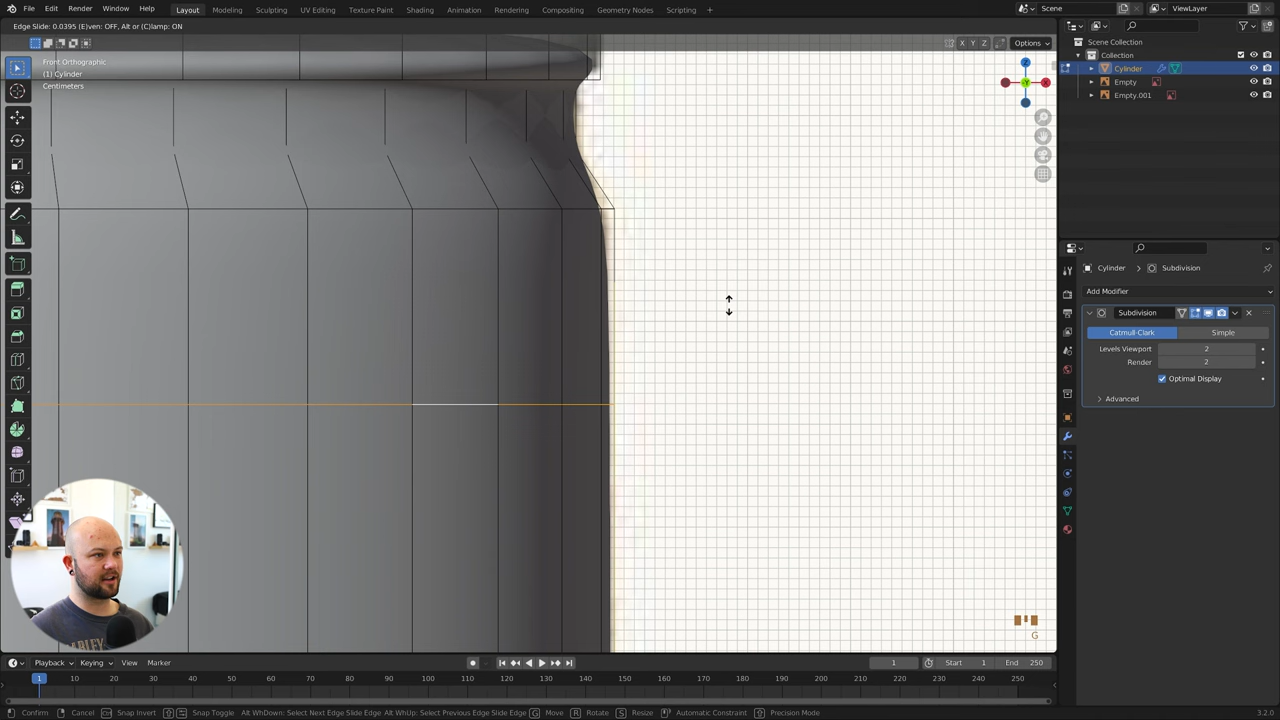 File Edit Render Window Help Layout Modeling Sculpting UV Editing Texture Paint Shading Animation Rendering Compositing Geometry Nodes Scripting + Scene ViewLayer
Edge Slide: 0.0395 (E)ven: OFF, Alt or (C)lamp: ON
X Y Z Options
Front Orthographic
(1) Cylinder
Centimeters
Z
X
-Y
Scene Collection
Collection
Cylinder
Empty
Empty.001
Cylinder > Subdivision
Add Modifier
Subdivision
Catmull-Clark Simple
Levels Viewport 2
Render 2
Optimal Display
Advanced
G
Playback Keying View Marker 1 Start 1 End 250
1 10 20 30 40 50 60 70 80 90 100 110 120 130 140 150 160 170 180 190 200 210 220 230 240 250
Confirm Cancel Snap Invert Snap Toggle Alt WhDown: Select Next Edge Slide Edge Alt WhUp: Select Previous Edge Slide Edge G Move R Rotate S Resize Automatic Constraint Precision Mode 3.2.0